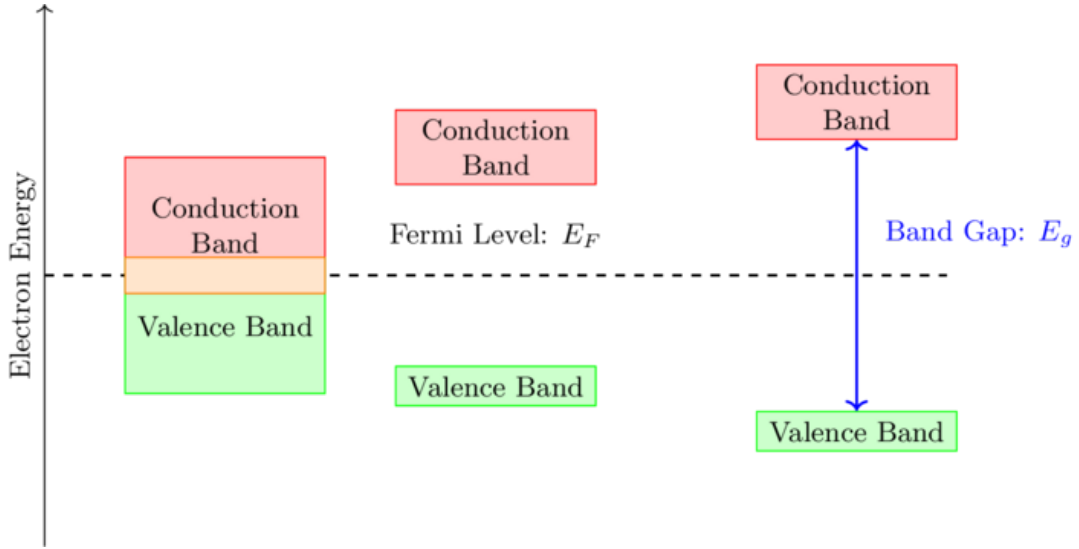 Electron Energy
Conduction
Band
Valence Band
Conduction
Band
Fermi Level: E_F
Valence Band
Conduction
Band
Band Gap: E_g
Valence Band